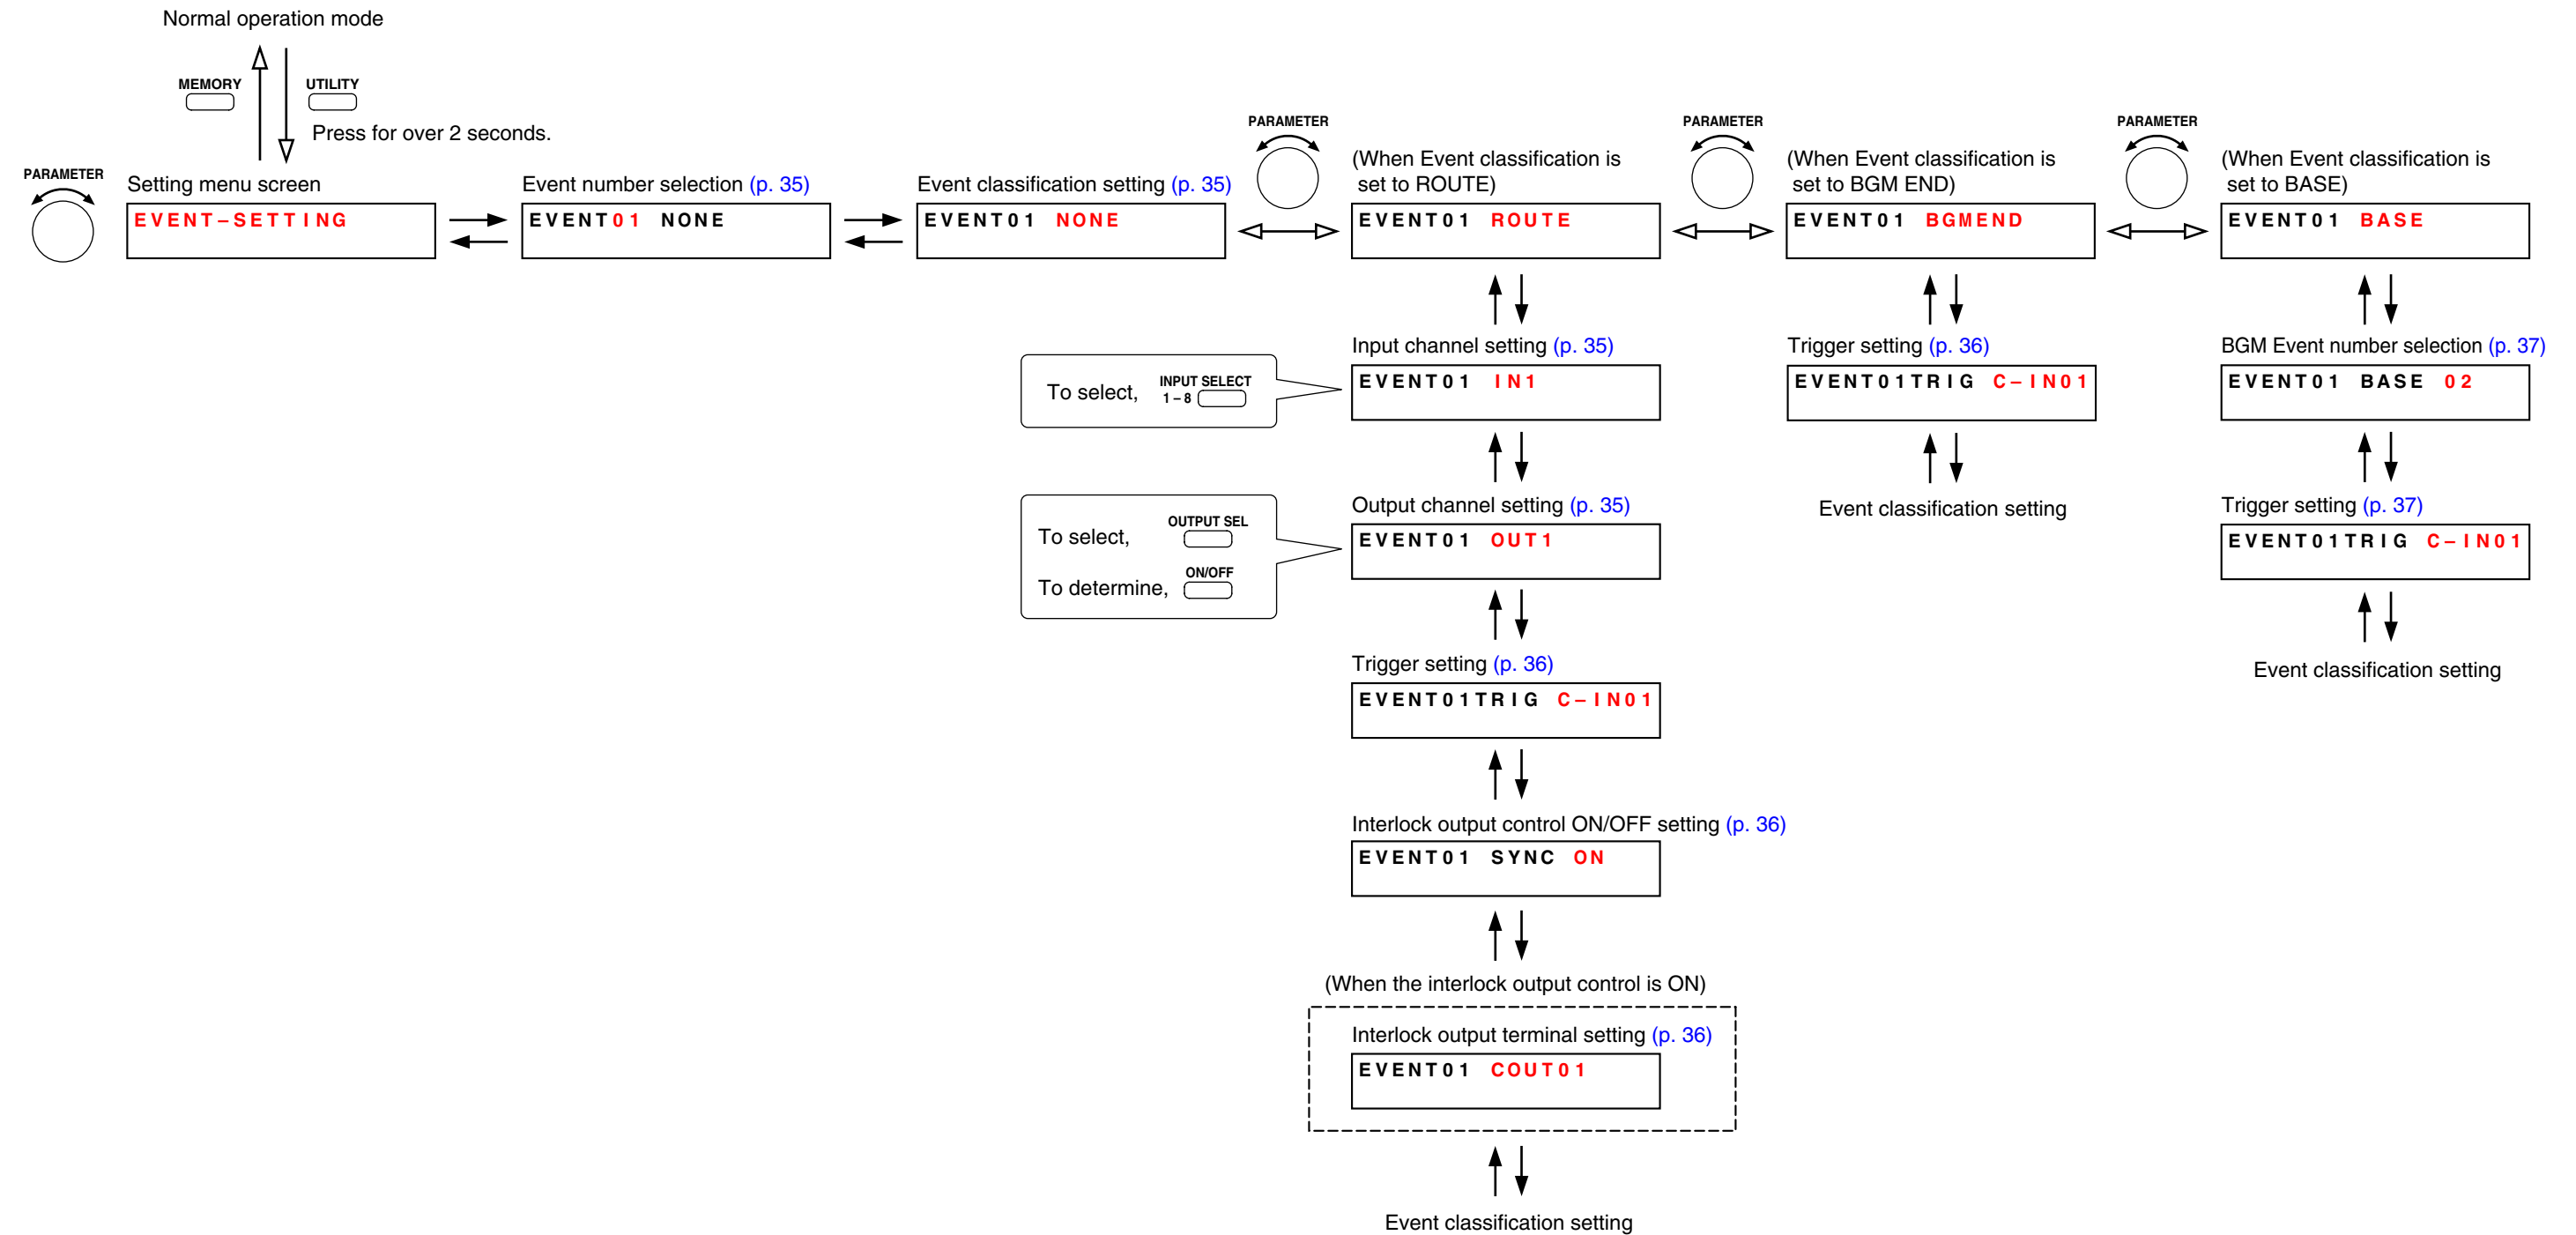 Normal operation mode
MEMORY
UTILITY
Press for over 2 seconds.
PARAMETER
Setting menu screen
EVENT–SETTING
Event number selection (p. 35)
EVENT01 NONE
Event classification setting (p. 35)
EVENT01 NONE
PARAMETER
(When Event classification is
set to ROUTE)
EVENT01 ROUTE
PARAMETER
(When Event classification is
set to BGM END)
EVENT01 BGMEND
PARAMETER
(When Event classification is
set to BASE)
EVENT01 BASE
To select, INPUT SELECT
1 – 8
Input channel setting (p. 35)
EVENT01 IN1
To select, OUTPUT SEL
To determine, ON/OFF
Output channel setting (p. 35)
EVENT01 OUT1
Trigger setting (p. 36)
EVENT01TRIG C–IN01
Interlock output control ON/OFF setting (p. 36)
EVENT01 SYNC ON
(When the interlock output control is ON)
Interlock output terminal setting (p. 36)
EVENT01 COUT01
Event classification setting
Trigger setting (p. 36)
EVENT01TRIG C–IN01
Event classification setting
BGM Event number selection (p. 37)
EVENT01 BASE 02
Trigger setting (p. 37)
EVENT01TRIG C–IN01
Event classification setting